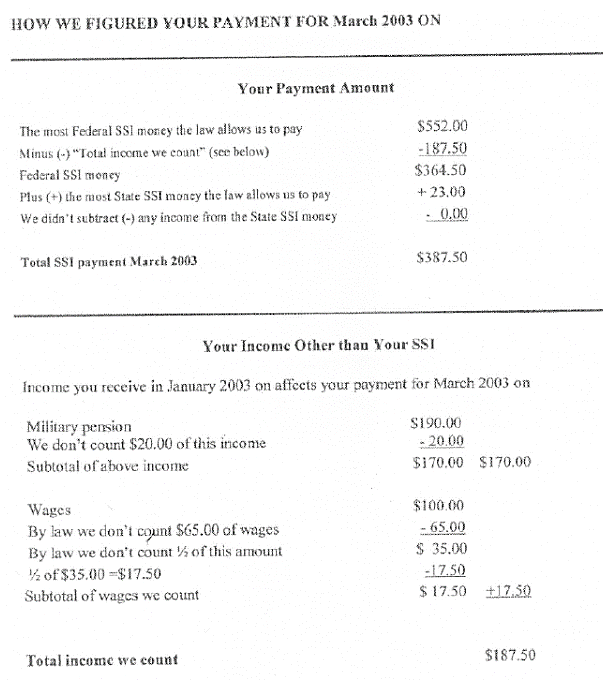 HOW WE FIGURED YOUR PAYMENT FOR March 2003 ON
Your Payment Amount
The most Federal SSI money the law allows us to pay $552.00
Minus (-) "Total income we count" (see below) -187.50
Federal SSI money $364.50
Plus (+) the most State SSI money the law allows us to pay + 23.00
We didn't subtract (-) any income from the State SSI money - 0.00
Total SSI payment March 2003 $387.50
Your Income Other than Your SSI
Income you receive in January 2003 on affects your payment for March 2003 on
Military pension $190.00
We don't count $20.00 of this income - 20.00
Subtotal of above income $170.00 $170.00
Wages $100.00
By law we don't count $65.00 of wages - 65.00
By law we don't count ½ of this amount $ 35.00
½ of $35.00 =$17.50 -17.50
Subtotal of wages we count $ 17.50 +17.50
Total income we count $187.50